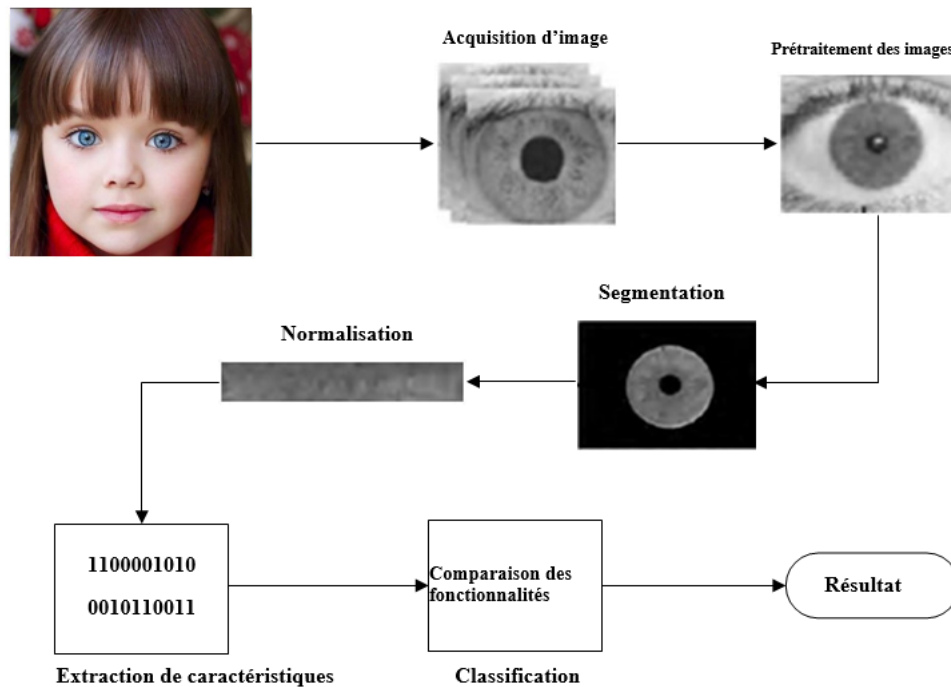 Acquisition d’image
Prétraitement des images
Segmentation
Normalisation
1100001010
0010110011
Comparaison des
fonctionnalités
Résultat
Extraction de caractéristiques
Classification